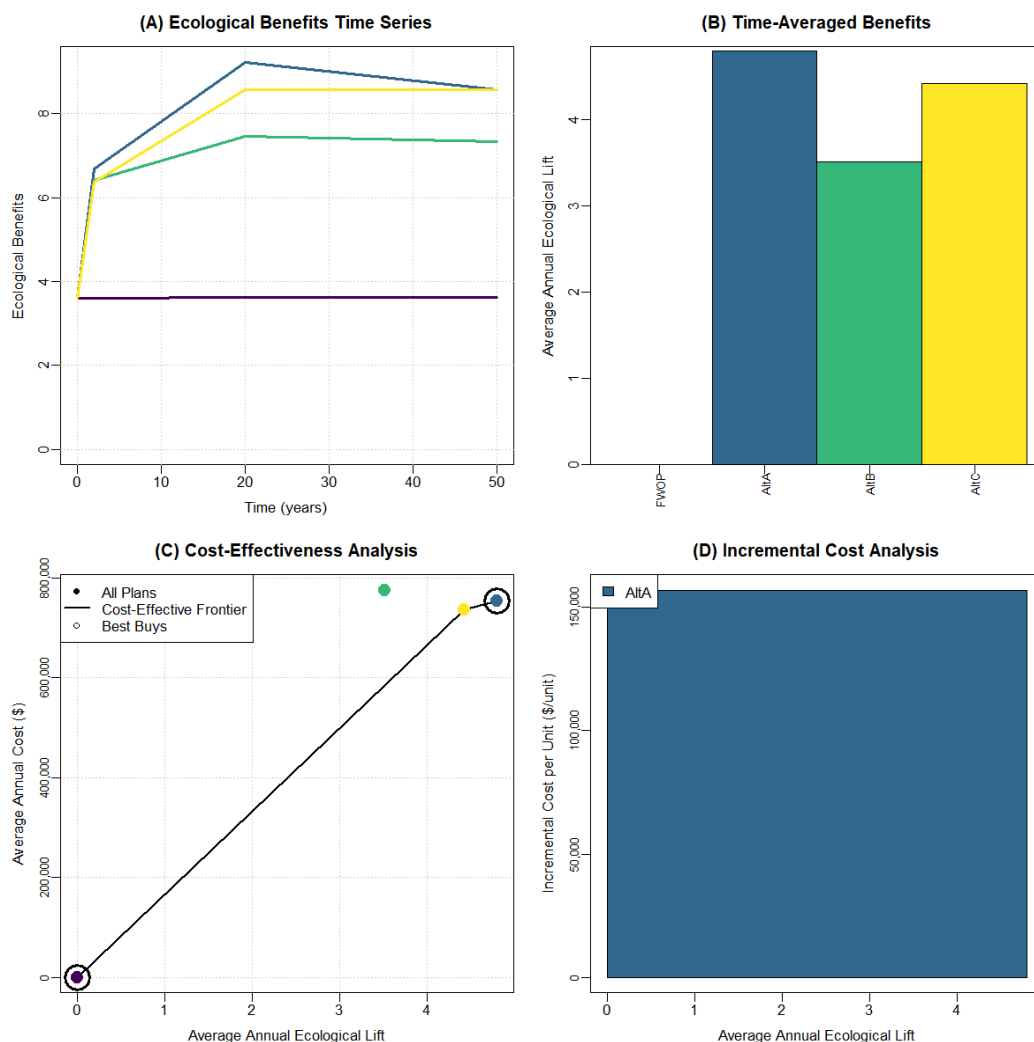 (A) Ecological Benefits Time Series
Ecological Benefits
0
2
4
6
8
0
10
20
30
40
50
Time (years)
(B) Time-Averaged Benefits
Average Annual Ecological Lift
0
1
2
3
4
FWOP
AltA
AltB
AltC
(C) Cost-Effectiveness Analysis
All Plans
Cost-Effective Frontier
Best Buys
Average Annual Cost ($)
0
200,000
400,000
600,000
800,000
0
1
2
3
4
Average Annual Ecological Lift
(D) Incremental Cost Analysis
AltA
Incremental Cost per Unit ($/unit)
0
50,000
100,000
150,000
0
1
2
3
4
Average Annual Ecological Lift